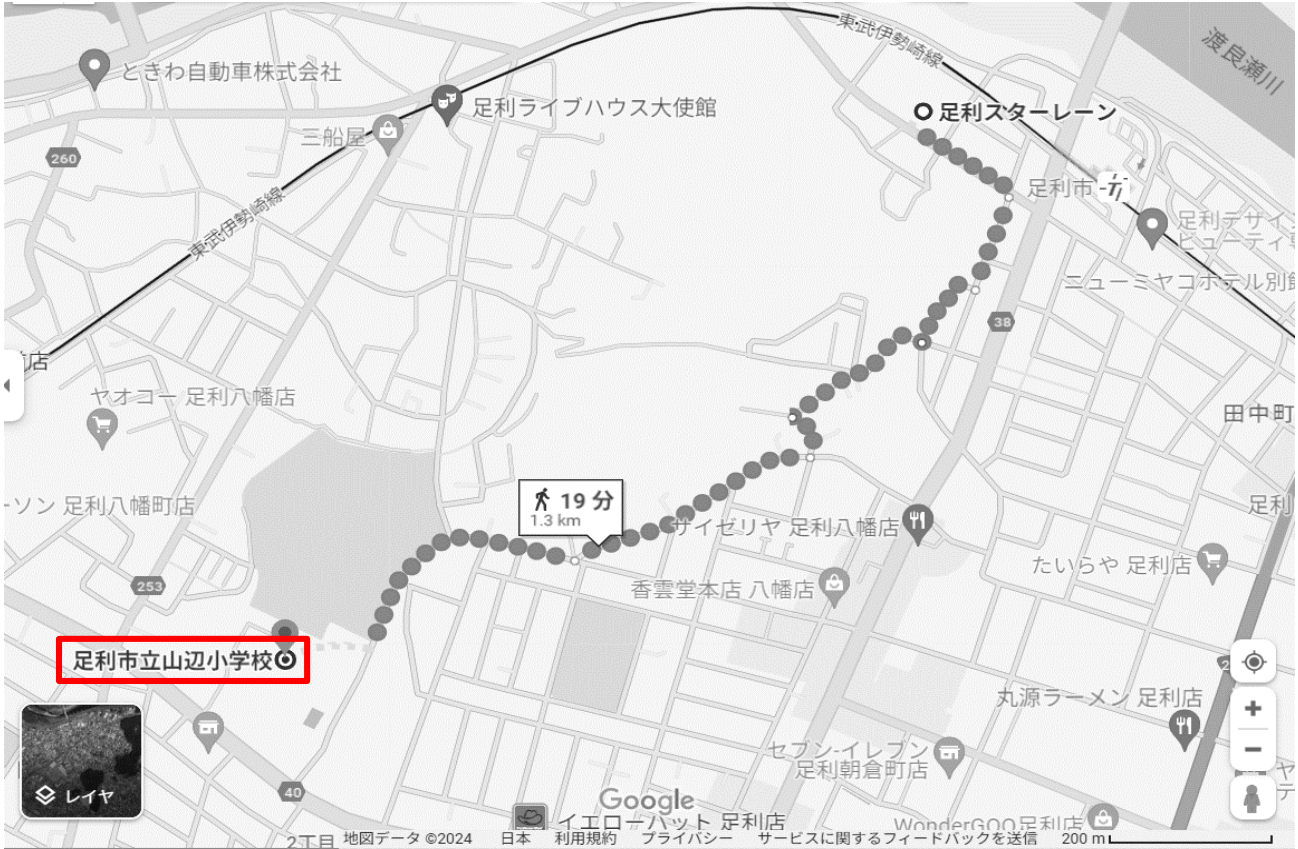 東武伊勢崎線
渡良瀬川
ときわ自動車株式会社
足利ライブハウス大使館
足利スターレーン
三船屋
260
足利市
東武伊勢崎線
足利デザイン
ビューティ
ニューミヤコホテル別館
38
店
ヤオコー 足利八幡店
田中町
19 分
1.3 km
ーソン 足利八幡町店
足利
サイゼリヤ 足利八幡店
たいらや 足利店
253
香雲堂本店 八幡店
足利市立山辺小学校
2
丸源ラーメン 足利店
セブン-イレブン
足利朝倉町店
レイヤ
40
Google
イエローハット 足利店
WonderGOO足利店
2丁目
地図データ ©2024
日本
利用規約
プライバシー
サービスに関するフィードバックを送信
200 m